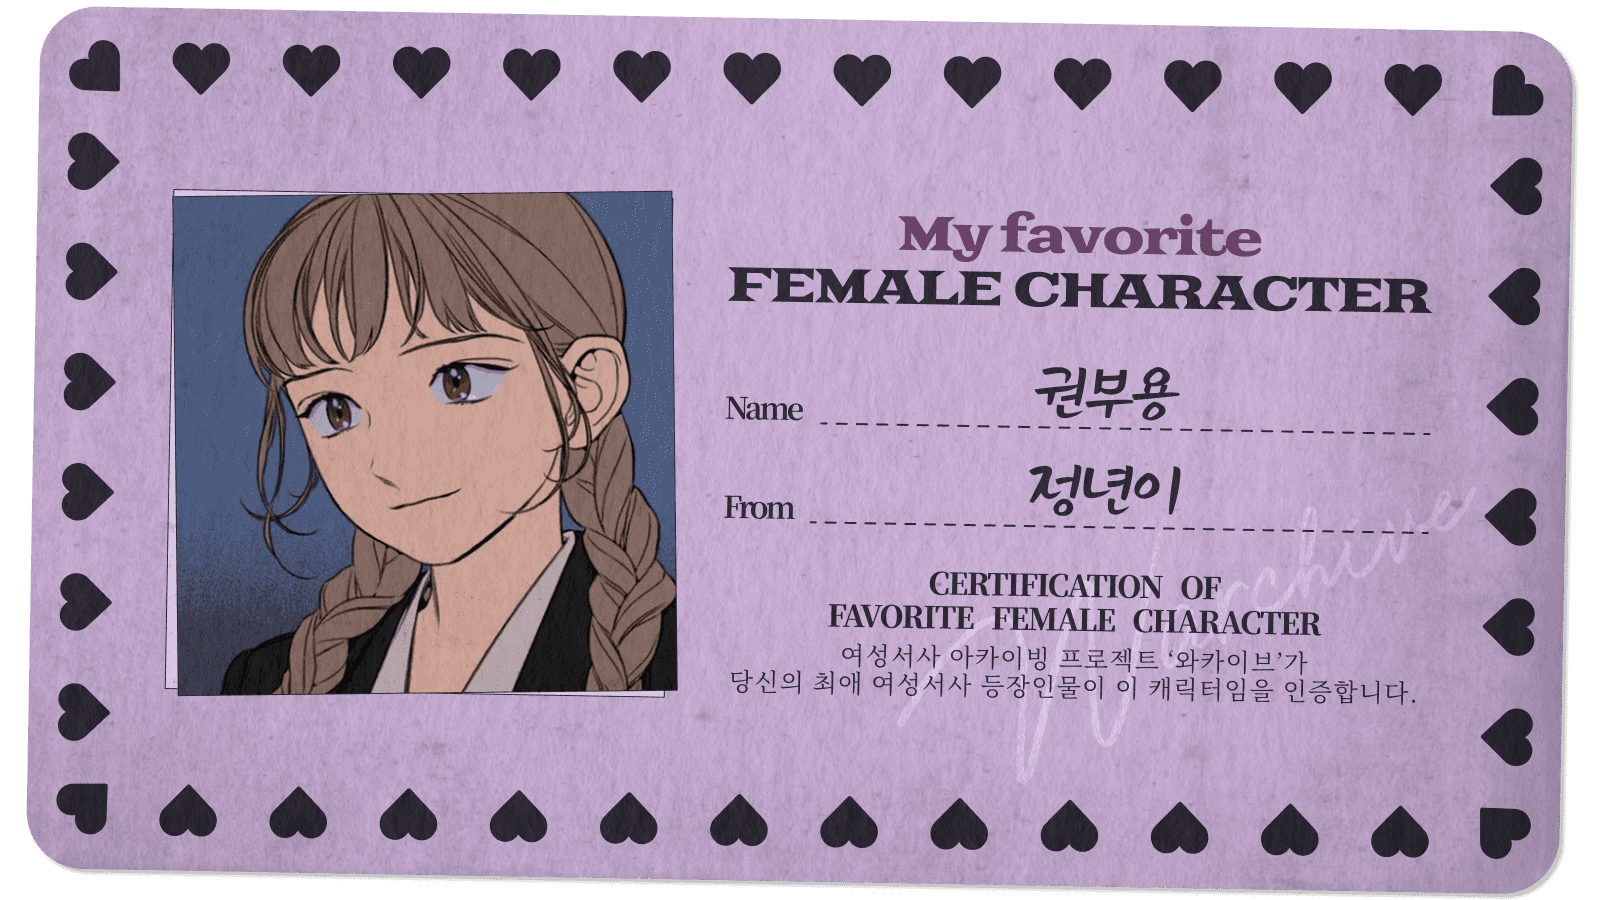 My favorite
FEMALE CHARACTER
Name 권부용
From 정년이
CERTIFICATION OF
FAVORITE FEMALE CHARACTER
여성서사 아카이빙 프로젝트 ‘와카이브’가
당신의 최애 여성서사 등장인물이 이 캐릭터임을 인증합니다.
Warchive